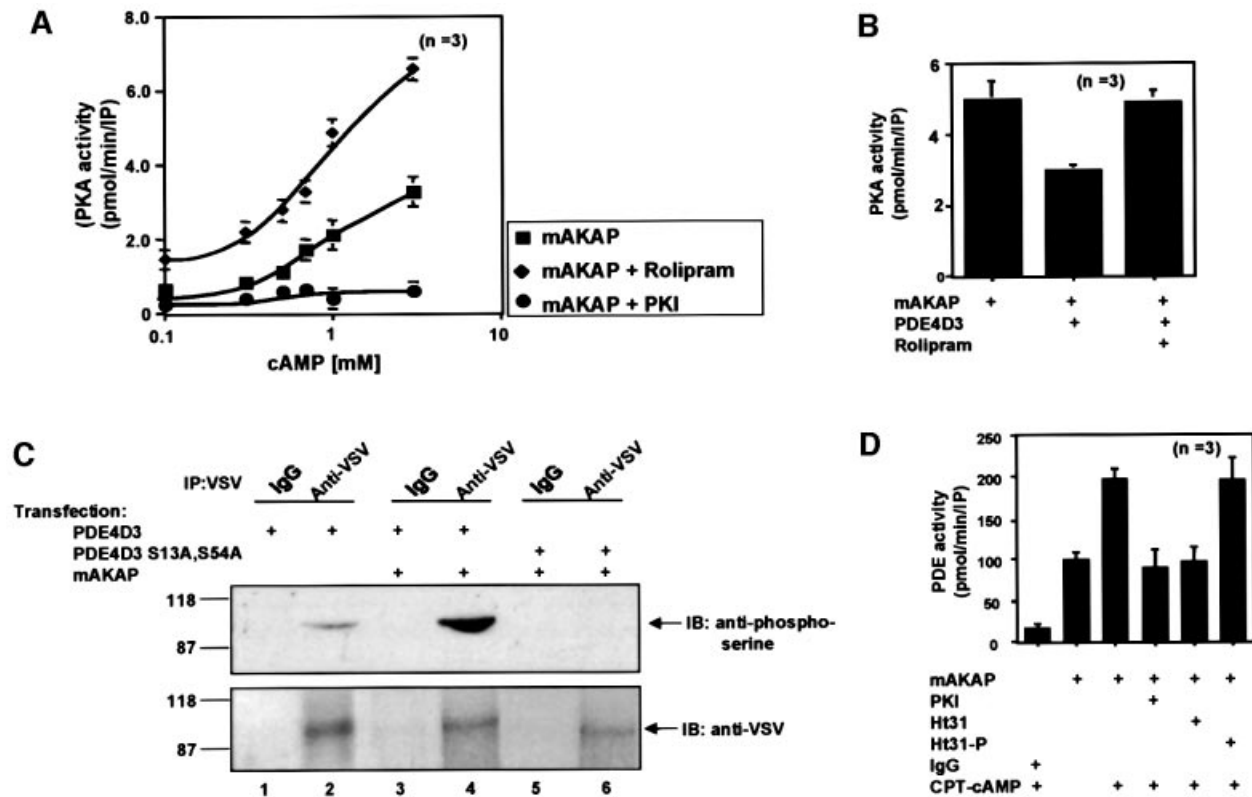 A
(PKA activity
(pmol/min/IP)
8.0
6.0
4.0
2.0
0
(n =3)
0.1
1
10
cAMP [mM]
mAKAP
mAKAP + Rolipram
mAKAP + PKI
B
PKA activity
(pmol/min/IP)
6
4
2
0
(n =3)
mAKAP + + +
PDE4D3 + +
Rolipram +
C
IP:VSV IgG Anti-VSV IgG Anti-VSV IgG Anti-VSV
Transfection:
PDE4D3 + + + +
PDE4D3 S13A,S54A + +
mAKAP + + + +
118
87
IB: anti-phospho-
serine
118
87
IB: anti-VSV
1 2 3 4 5 6
D
PDE activity
(pmol/min/IP)
250
200
150
100
50
0
(n =3)
mAKAP + + + + +
PKI +
Ht31 +
Ht31-P +
IgG +
CPT-cAMP + + + + +